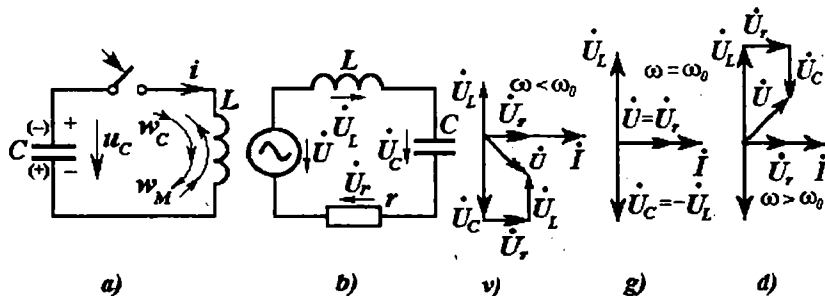 i
L
C
(−)
+
(+)
−
u_C
w_C
w_M
a)
L
U̇_L
U̇
U̇_C
C
U̇_r
r
b)
U̇_L
ω < ω₀
U̇_r
İ
U̇
U̇_C
U̇_L
U̇_r
v)
U̇_L
ω = ω₀
U̇ = U̇_r
İ
U̇_C = −U̇_L
g)
U̇_r
U̇_L
U̇_C
U̇
İ
U̇_r
ω > ω₀
d)